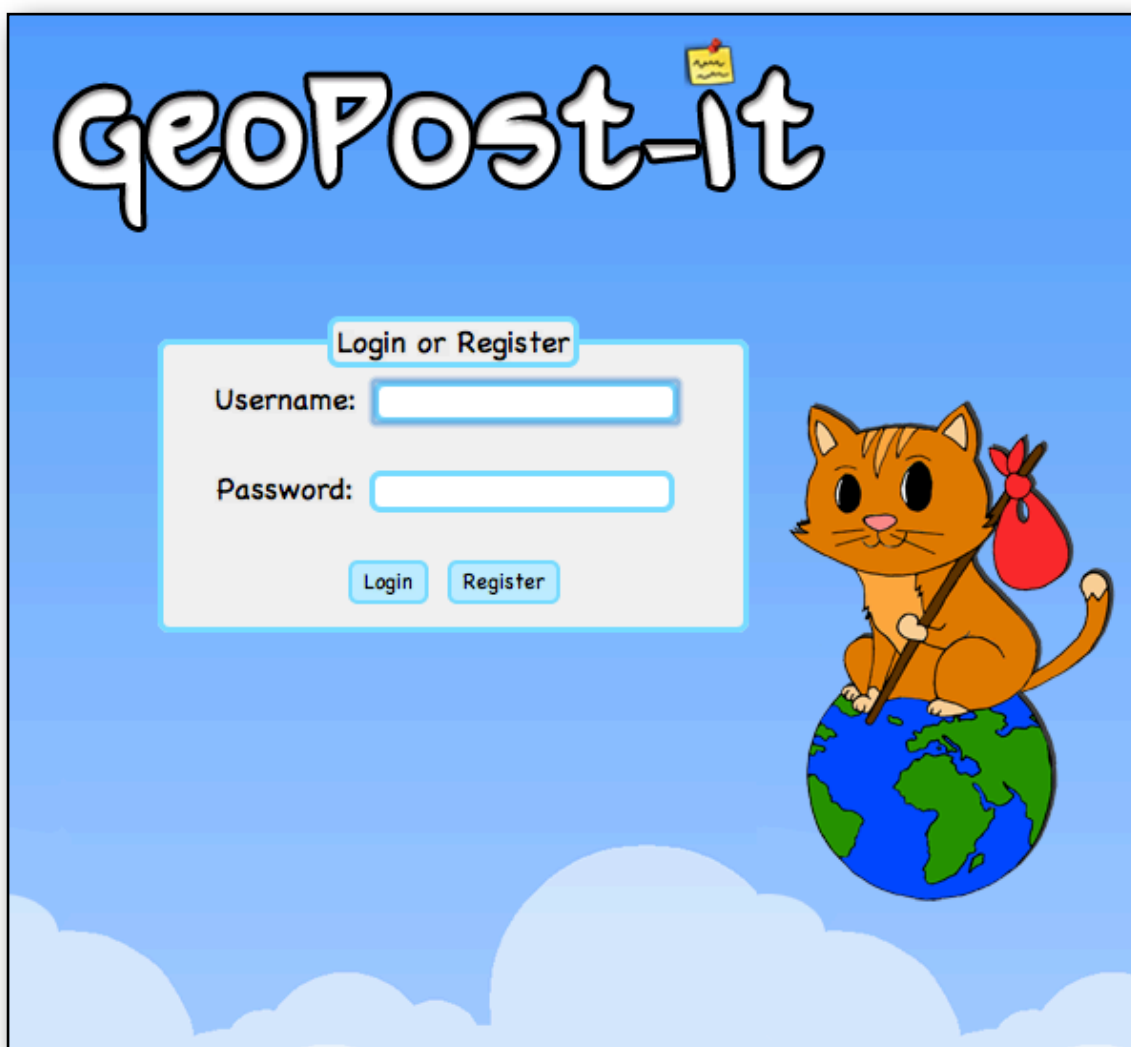 GeoPost-it
Login or Register
Username:
Password:
Login Register